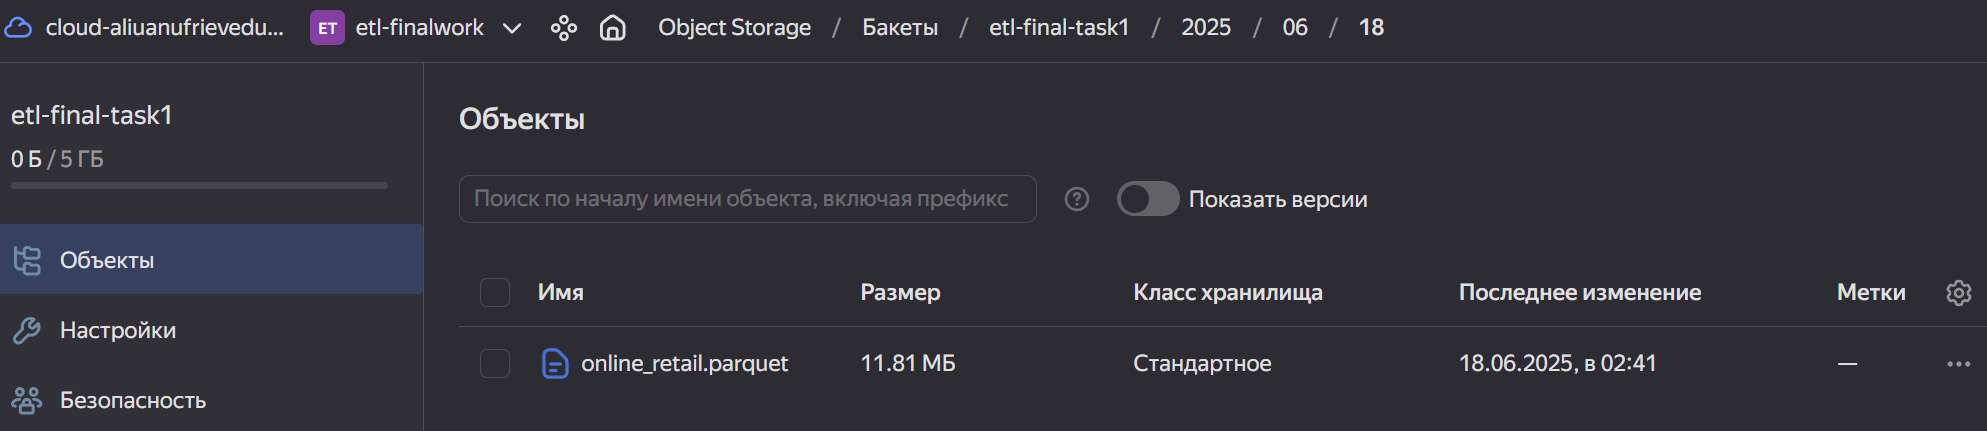 cloud-aliuanufrievedu... ET etl-finalwork Object Storage / Бакеты / etl-final-task1 / 2025 / 06 / 18
etl-final-task1
0 Б / 5 ГБ
Объекты
Настройки
Безопасность
Объекты
Поиск по началу имени объекта, включая префикс ? Показать версии
Имя Размер Класс хранилища Последнее изменение Метки
online_retail.parquet 11.81 МБ Стандартное 18.06.2025, в 02:41 — ...